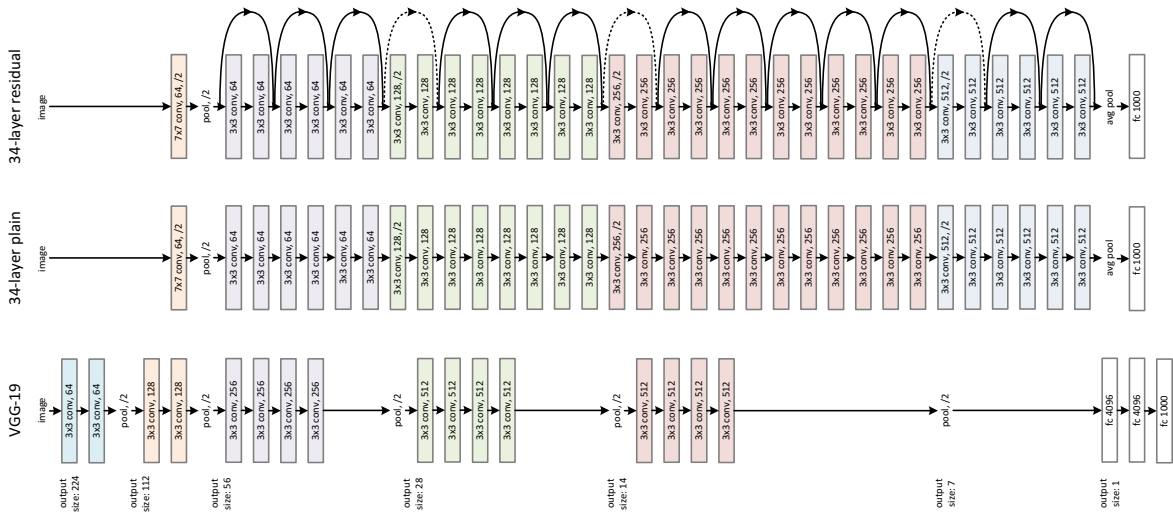 output
size: 224
output
size: 112
output
size: 56
output
size: 28
output
size: 14
output
size: 7
output
size: 1
VGG-19
image
3x3 conv, 64
3x3 conv, 64
pool, /2
3x3 conv, 128
3x3 conv, 128
pool, /2
3x3 conv, 256
3x3 conv, 256
3x3 conv, 256
3x3 conv, 256
pool, /2
3x3 conv, 512
3x3 conv, 512
3x3 conv, 512
3x3 conv, 512
pool, /2
3x3 conv, 512
3x3 conv, 512
3x3 conv, 512
3x3 conv, 512
pool, /2
fc 4096
fc 4096
fc 1000
34-layer plain
image
7x7 conv, 64, /2
pool, /2
3x3 conv, 64
3x3 conv, 64
3x3 conv, 64
3x3 conv, 64
3x3 conv, 64
3x3 conv, 64
3x3 conv, 128, /2
3x3 conv, 128
3x3 conv, 128
3x3 conv, 128
3x3 conv, 128
3x3 conv, 128
3x3 conv, 128
3x3 conv, 128
3x3 conv, 256, /2
3x3 conv, 256
3x3 conv, 256
3x3 conv, 256
3x3 conv, 256
3x3 conv, 256
3x3 conv, 256
3x3 conv, 256
3x3 conv, 256
3x3 conv, 256
3x3 conv, 256
3x3 conv, 256
3x3 conv, 512, /2
3x3 conv, 512
3x3 conv, 512
3x3 conv, 512
3x3 conv, 512
3x3 conv, 512
avg pool
fc 1000
34-layer residual
image
7x7 conv, 64, /2
pool, /2
3x3 conv, 64
3x3 conv, 64
3x3 conv, 64
3x3 conv, 64
3x3 conv, 64
3x3 conv, 64
3x3 conv, 128, /2
3x3 conv, 128
3x3 conv, 128
3x3 conv, 128
3x3 conv, 128
3x3 conv, 128
3x3 conv, 128
3x3 conv, 128
3x3 conv, 256, /2
3x3 conv, 256
3x3 conv, 256
3x3 conv, 256
3x3 conv, 256
3x3 conv, 256
3x3 conv, 256
3x3 conv, 256
3x3 conv, 256
3x3 conv, 256
3x3 conv, 256
3x3 conv, 256
3x3 conv, 512, /2
3x3 conv, 512
3x3 conv, 512
3x3 conv, 512
3x3 conv, 512
3x3 conv, 512
avg pool
fc 1000